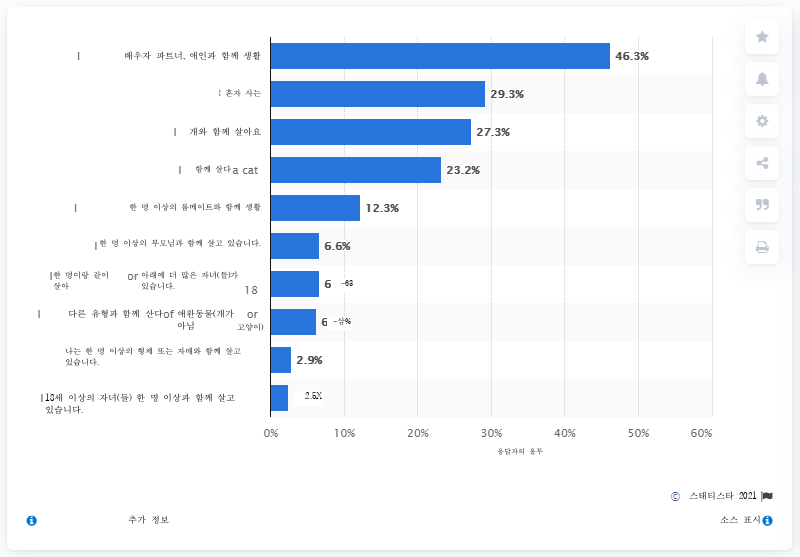 배우자 파트너, 애인과 함께 생활
46.3%
혼자 사는
29.3%
개와 함께 살아요
27.3%
함께 살다 a cat
23.2%
한 명 이상의 룸메이트와 함께 생활
12.3%
한 명 이상의 부모님과 함께 살고 있습니다.
6.6%
한 명이랑 같이 or 아래에 더 많은 자녀(들)가
살아 있습니다. 18
6
다른 유형과 함께 산다of 애완동물(개가 or
아님 고양이)
6
나는 한 명 이상의 형제 또는 자매와 함께 살고
있습니다.
2.9%
18세 이상의 자녀(들) 한 명 이상과 함께 살고
있습니다.
0% 10% 20% 30% 40% 50% 60%
응답자의
© 스태티스타 2021
추가 정보
소스 표시